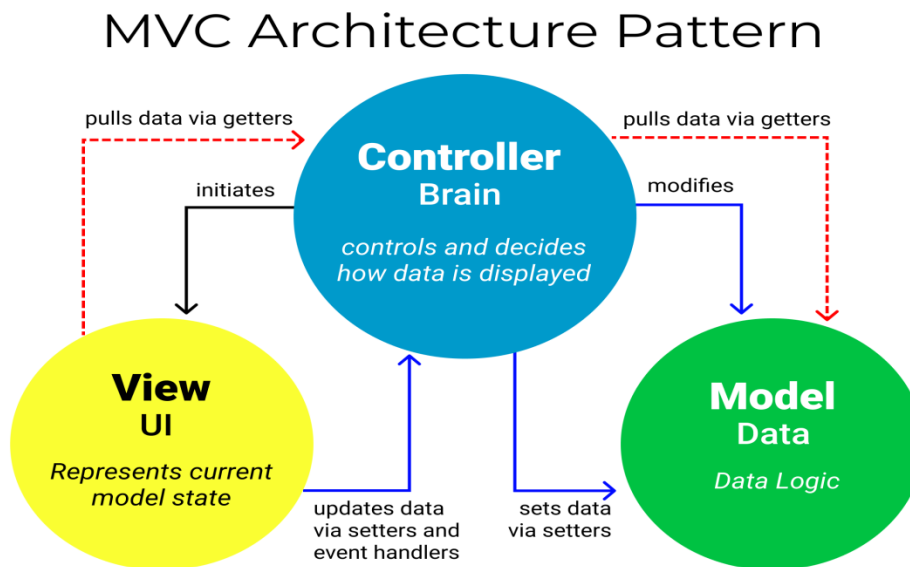 MVC Architecture Pattern
pulls data via getters
pulls data via getters
Controller
Brain
initiates
modifies
controls and decides
how data is displayed
View
UI
Represents current
model state
Model
Data
Data Logic
updates data
via setters and
event handlers
sets data
via setters